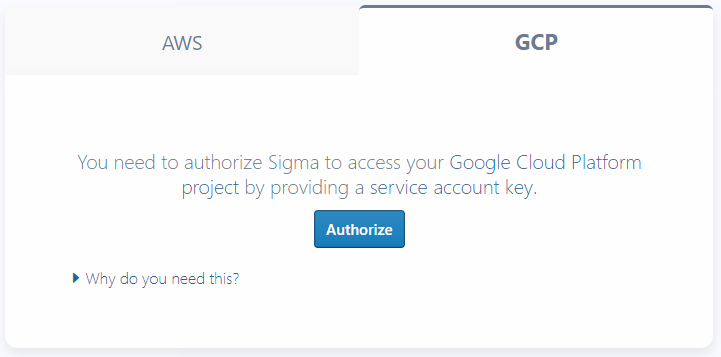 AWS
GCP
You need to authorize Sigma to access your Google Cloud Platform
project by providing a service account key.
Authorize
Why do you need this?